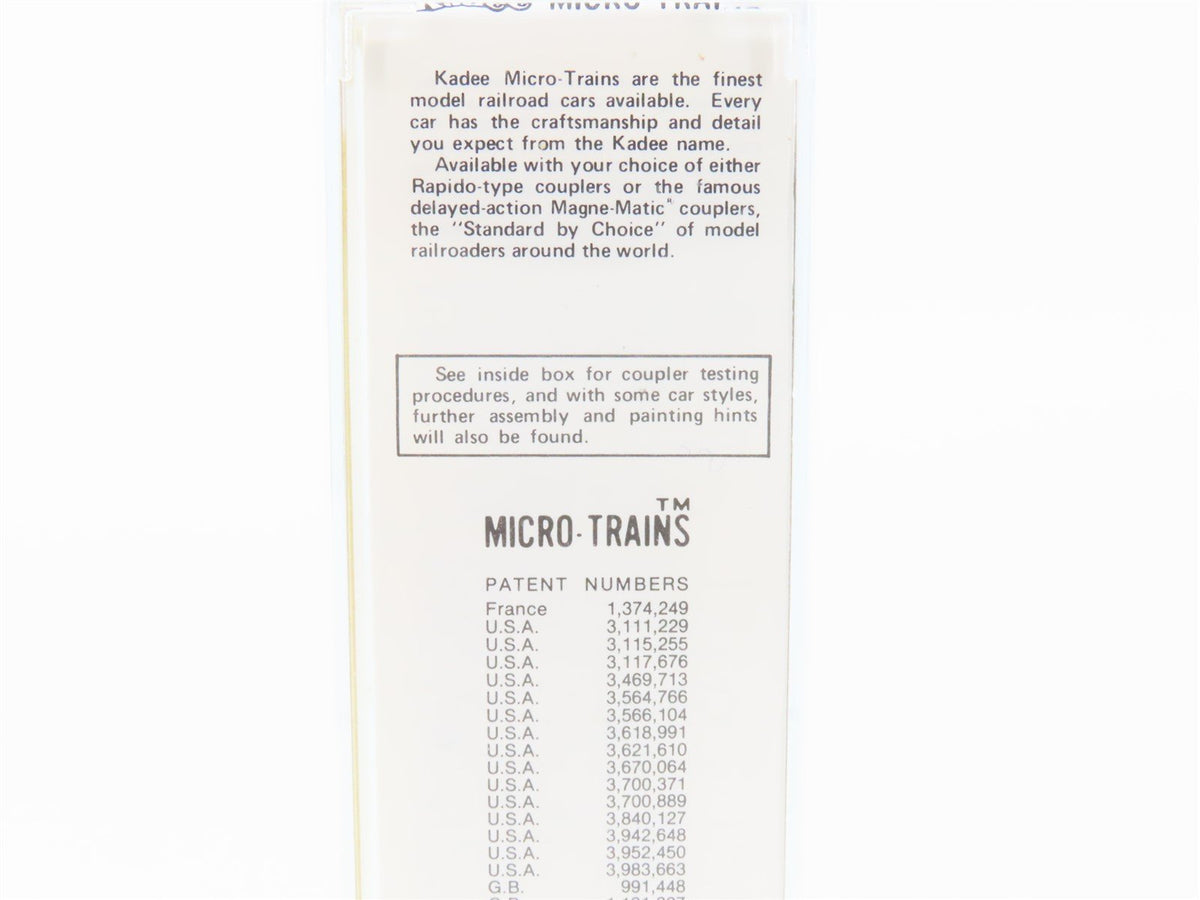 Kadee MICRO-TRAI
Kadee Micro-Trains are the finest
model railroad cars available. Every
car has the craftsmanship and detail
you expect from the Kadee name.
Available with your choice of either
Rapido-type couplers or the famous
delayed-action Magne-Matic® couplers,
the "Standard by Choice" of model
railroaders around the world.
See inside box for coupler testing
procedures, and with some car styles,
further assembly and painting hints
will also be found.
TM
MICRO-TRAINS
PATENT NUMBERS
France 1,374,249
U.S.A. 3,111,229
U.S.A. 3,115,255
U.S.A. 3,117,676
U.S.A. 3,469,713
U.S.A. 3,564,766
U.S.A. 3,566,104
U.S.A. 3,618,991
U.S.A. 3,621,610
U.S.A. 3,670,064
U.S.A. 3,700,371
U.S.A. 3,700,889
U.S.A. 3,840,127
U.S.A. 3,942,648
U.S.A. 3,952,450
U.S.A. 3,983,663
G.B. 991,448